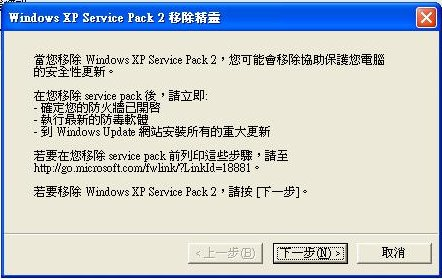 Windows XP Service Pack 2 移除精靈
當您移除 Windows XP Service Pack 2，您可能會移除協助保護您電腦
的安全性更新。
在您移除 service pack 後，請立即:
- 確定您的防火牆已開啟
- 執行最新的防毒軟體
- 到 Windows Update 網站安裝所有的重大更新
若要在您移除 service pack 前列印這些步驟，請至
http://go.microsoft.com/fwlink/?LinkId=18881。
若要移除 Windows XP Service Pack 2，請按 [下一步]。
<上一步(B) 下一步(N)> 取消